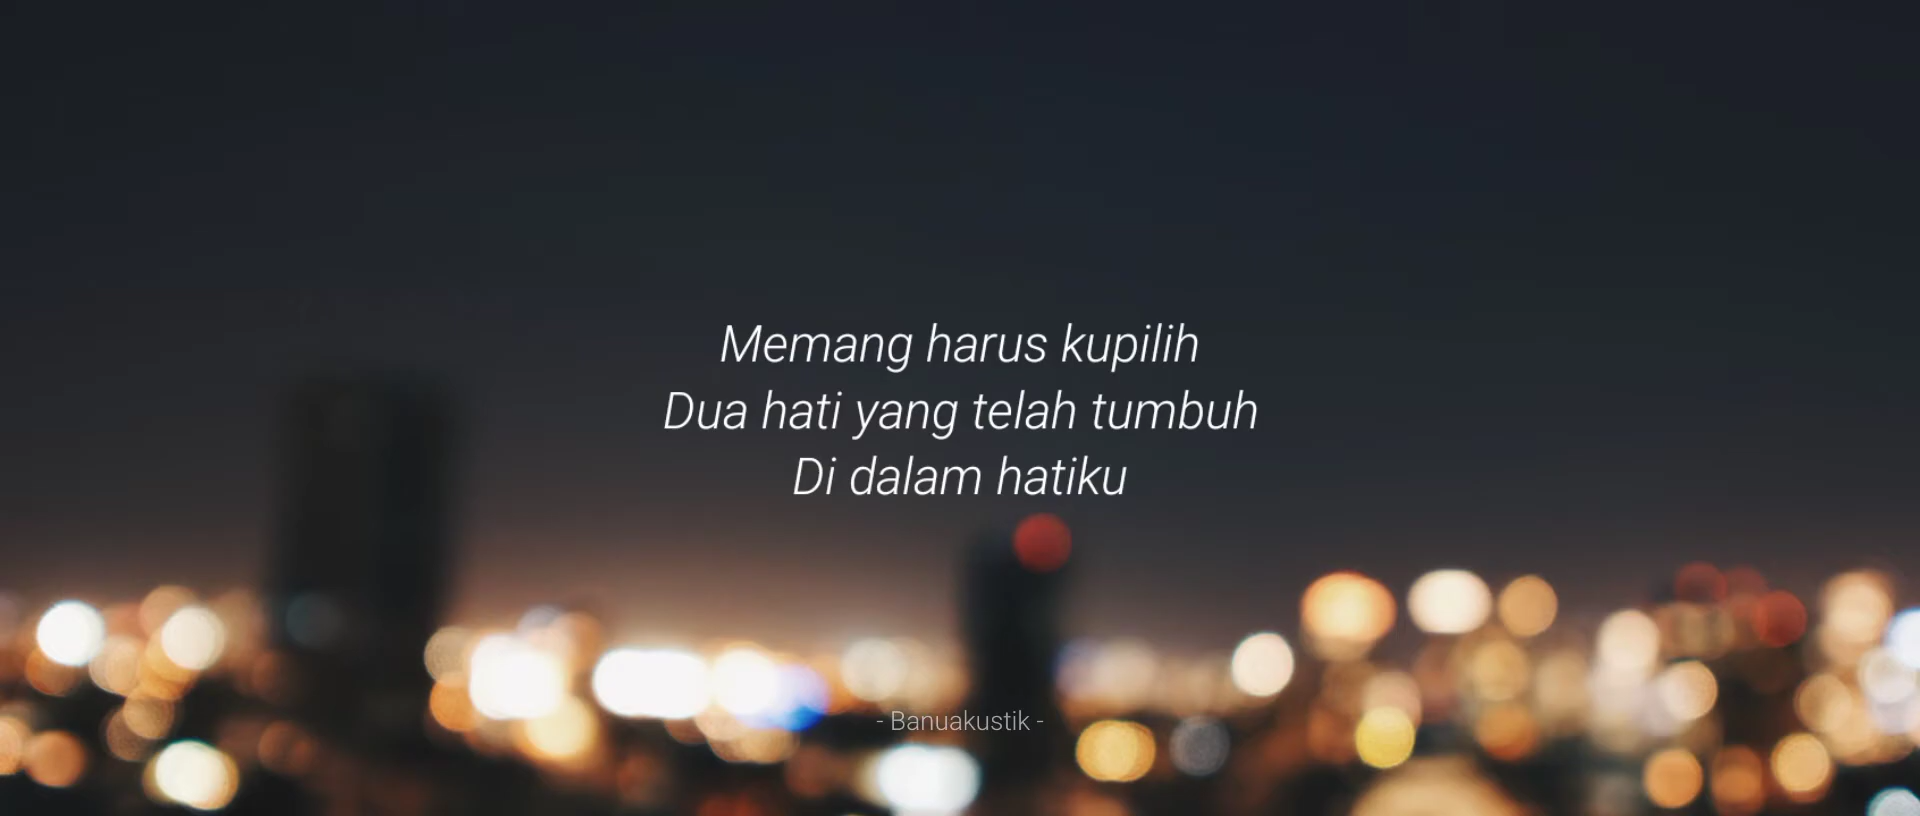 Memang harus kupilih
Dua hati yang telah tumbuh
Di dalam hatiku
- Banuakustik -